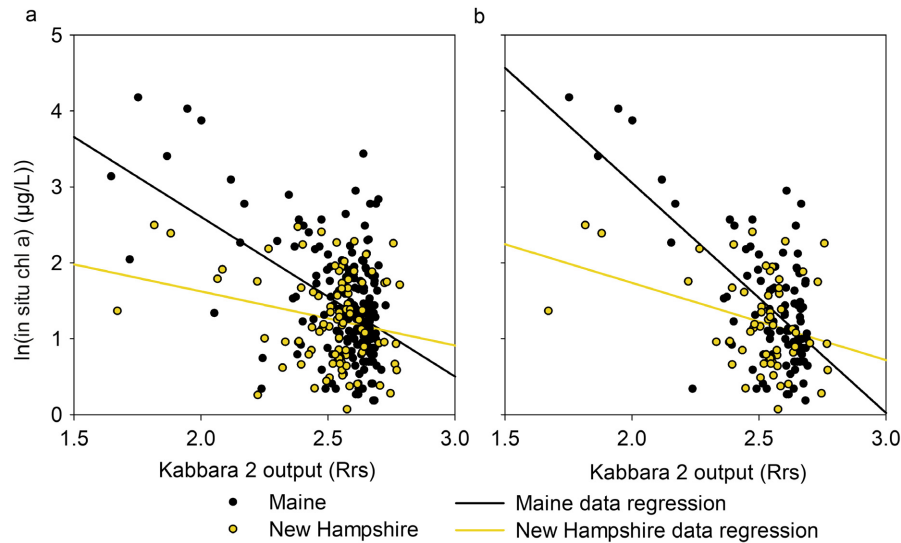 a
b
5
4
3
2
1
0
ln(in situ chl a) (µg/L))
1.5 2.0 2.5 3.0
1.5 2.0 2.5 3.0
Kabbara 2 output (Rrs)
Kabbara 2 output (Rrs)
Maine
Maine data regression
New Hampshire
New Hampshire data regression